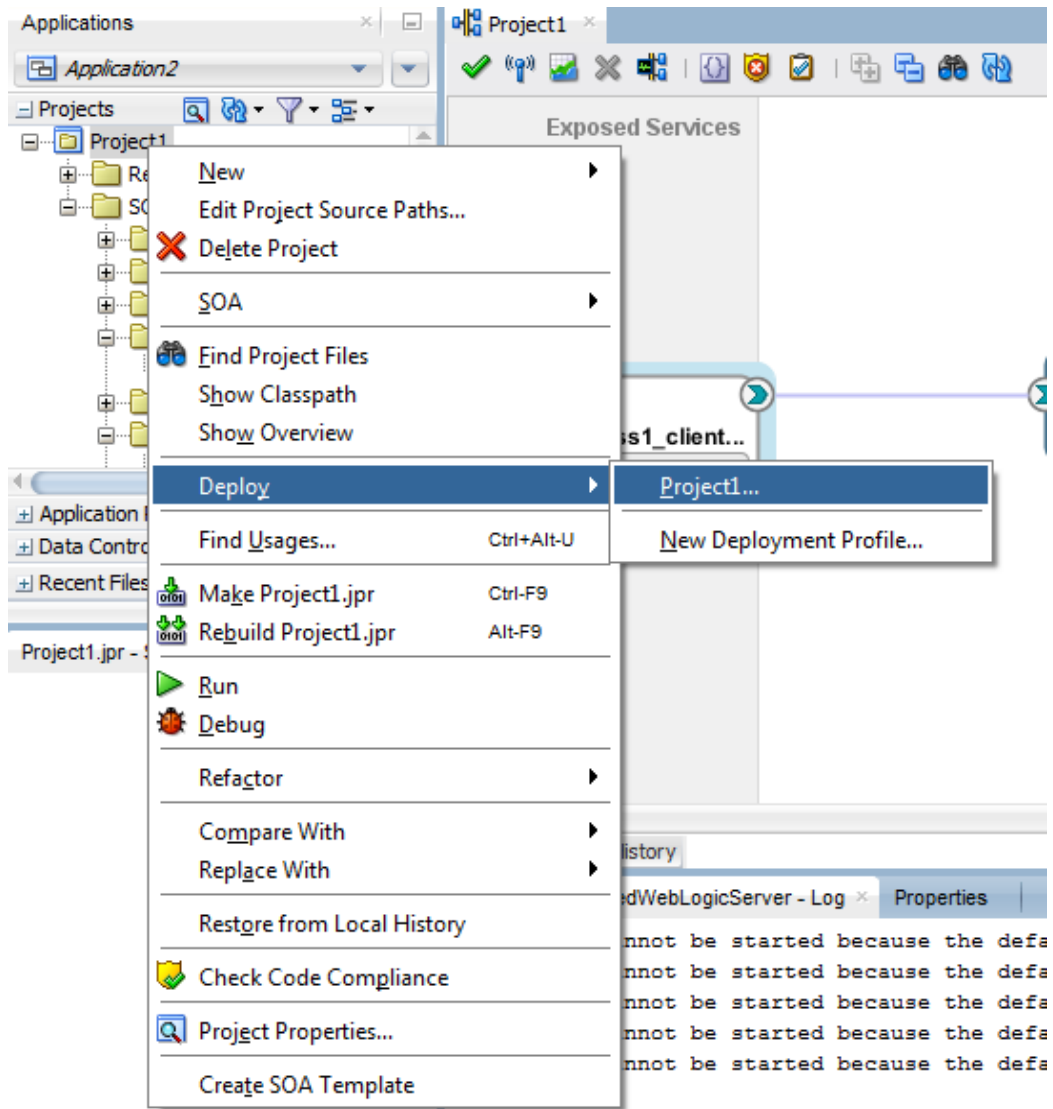 Applications
Project1
Application2
Projects
Exposed Services
Project1
New
Edit Project Source Paths...
Delete Project
SOA
Find Project Files
Show Classpath
Show Overview
Deploy
Project1...
Find Usages... Ctrl+Alt-U
New Deployment Profile...
Make Project1.jpr Ctrl-F9
Rebuild Project1.jpr Alt-F9
Run
Debug
Refactor
Compare With
Replace With
Restore from Local History
Check Code Compliance
Project Properties...
Create SOA Template
ss1_client...
Application
Data Contro
Recent Files
Project1.jpr -
istory
edWebLogicServer - Log
Properties
nnot be started because the defa
nnot be started because the defa
nnot be started because the defa
nnot be started because the defa
nnot be started because the defa